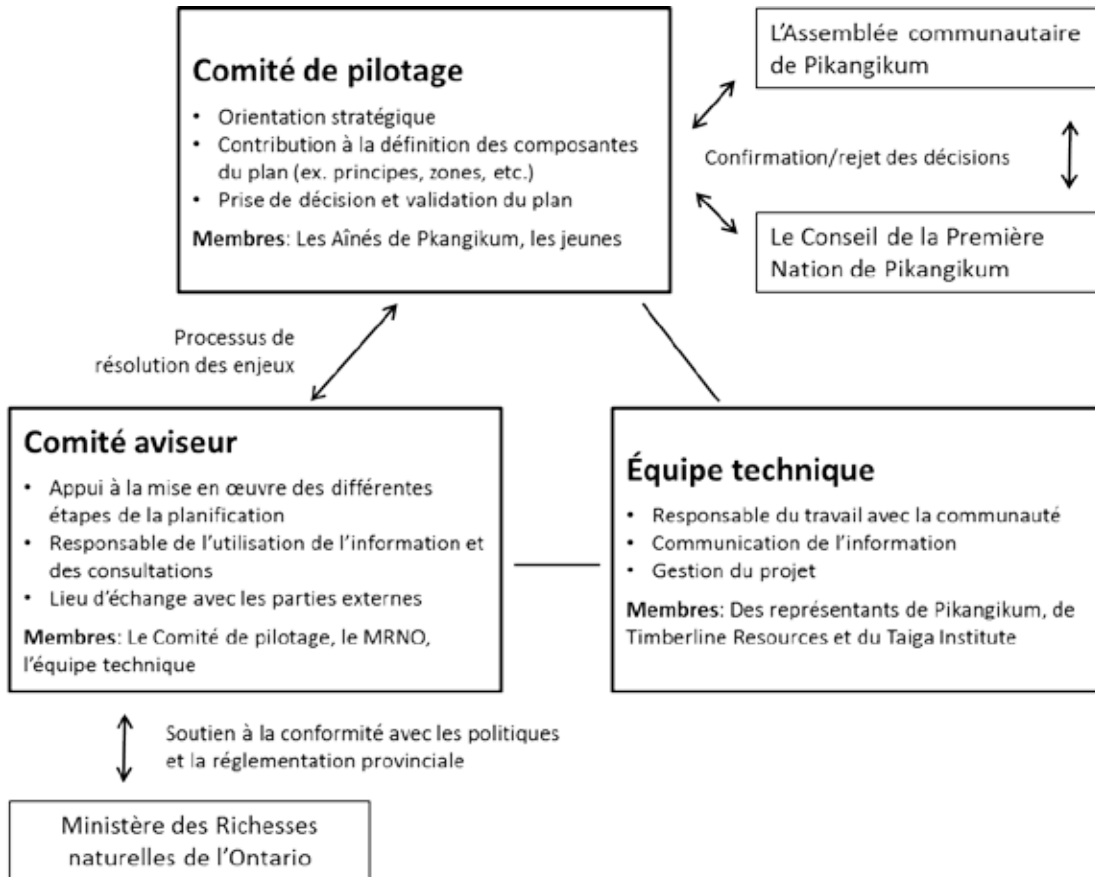 Comité de pilotage
• Orientation stratégique
• Contribution à la définition des composantes
du plan (ex. principes, zones, etc.)
• Prise de décision et validation du plan
Membres: Les Aînés de Pkangikum, les jeunes
L'Assemblée communautaire
de Pikangikum
Confirmation/rejet des décisions
Le Conseil de la Première
Nation de Pikangikum
Processus de
résolution des enjeux
Comité aviseur
• Appui à la mise en œuvre des différentes
étapes de la planification
• Responsable de l'utilisation de l'information et
des consultations
• Lieu d'échange avec les parties externes
Membres: Le Comité de pilotage, le MRNO,
l'équipe technique
Équipe technique
• Responsable du travail avec la communauté
• Communication de l'information
• Gestion du projet
Membres: Des représentants de Pikangikum, de
Timberline Resources et du Taiga Institute
Soutien à la conformité avec les politiques
et la réglementation provinciale
Ministère des Richesses
naturelles de l'Ontario